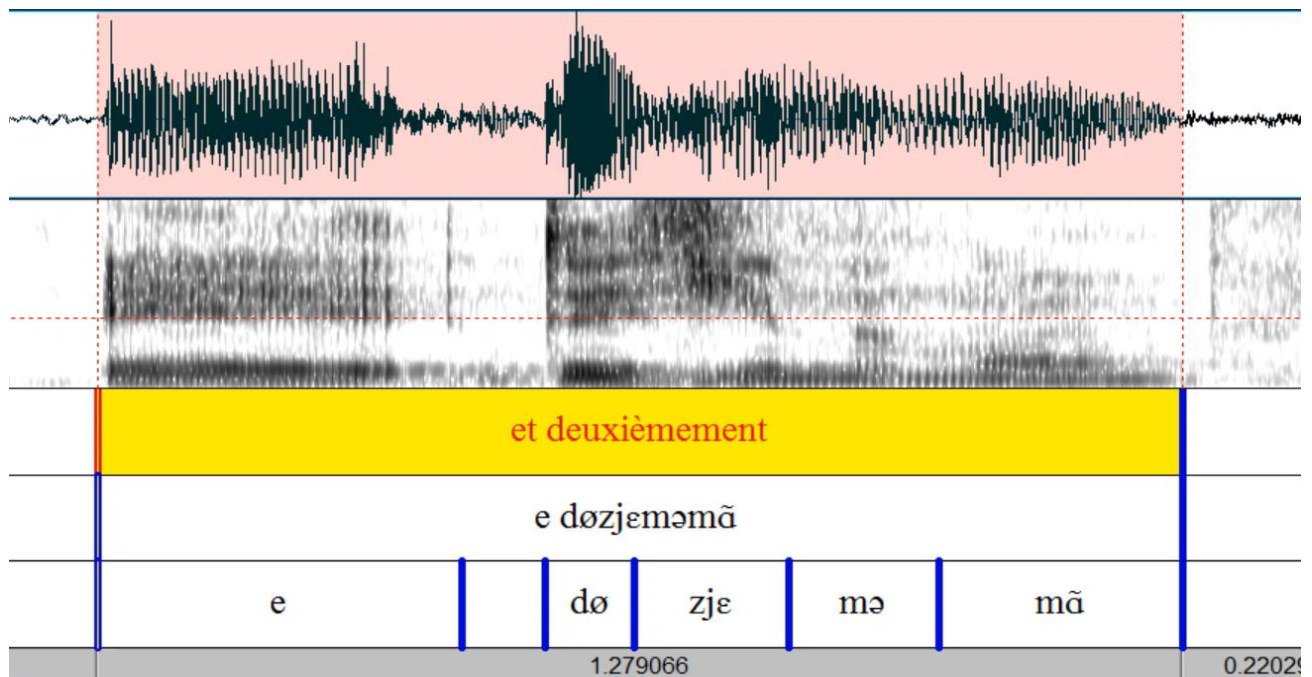 et deuxièmement
e døzjɛməmɑ̃
e dø zjɛ mə mɑ̃
1.279066 0.22029